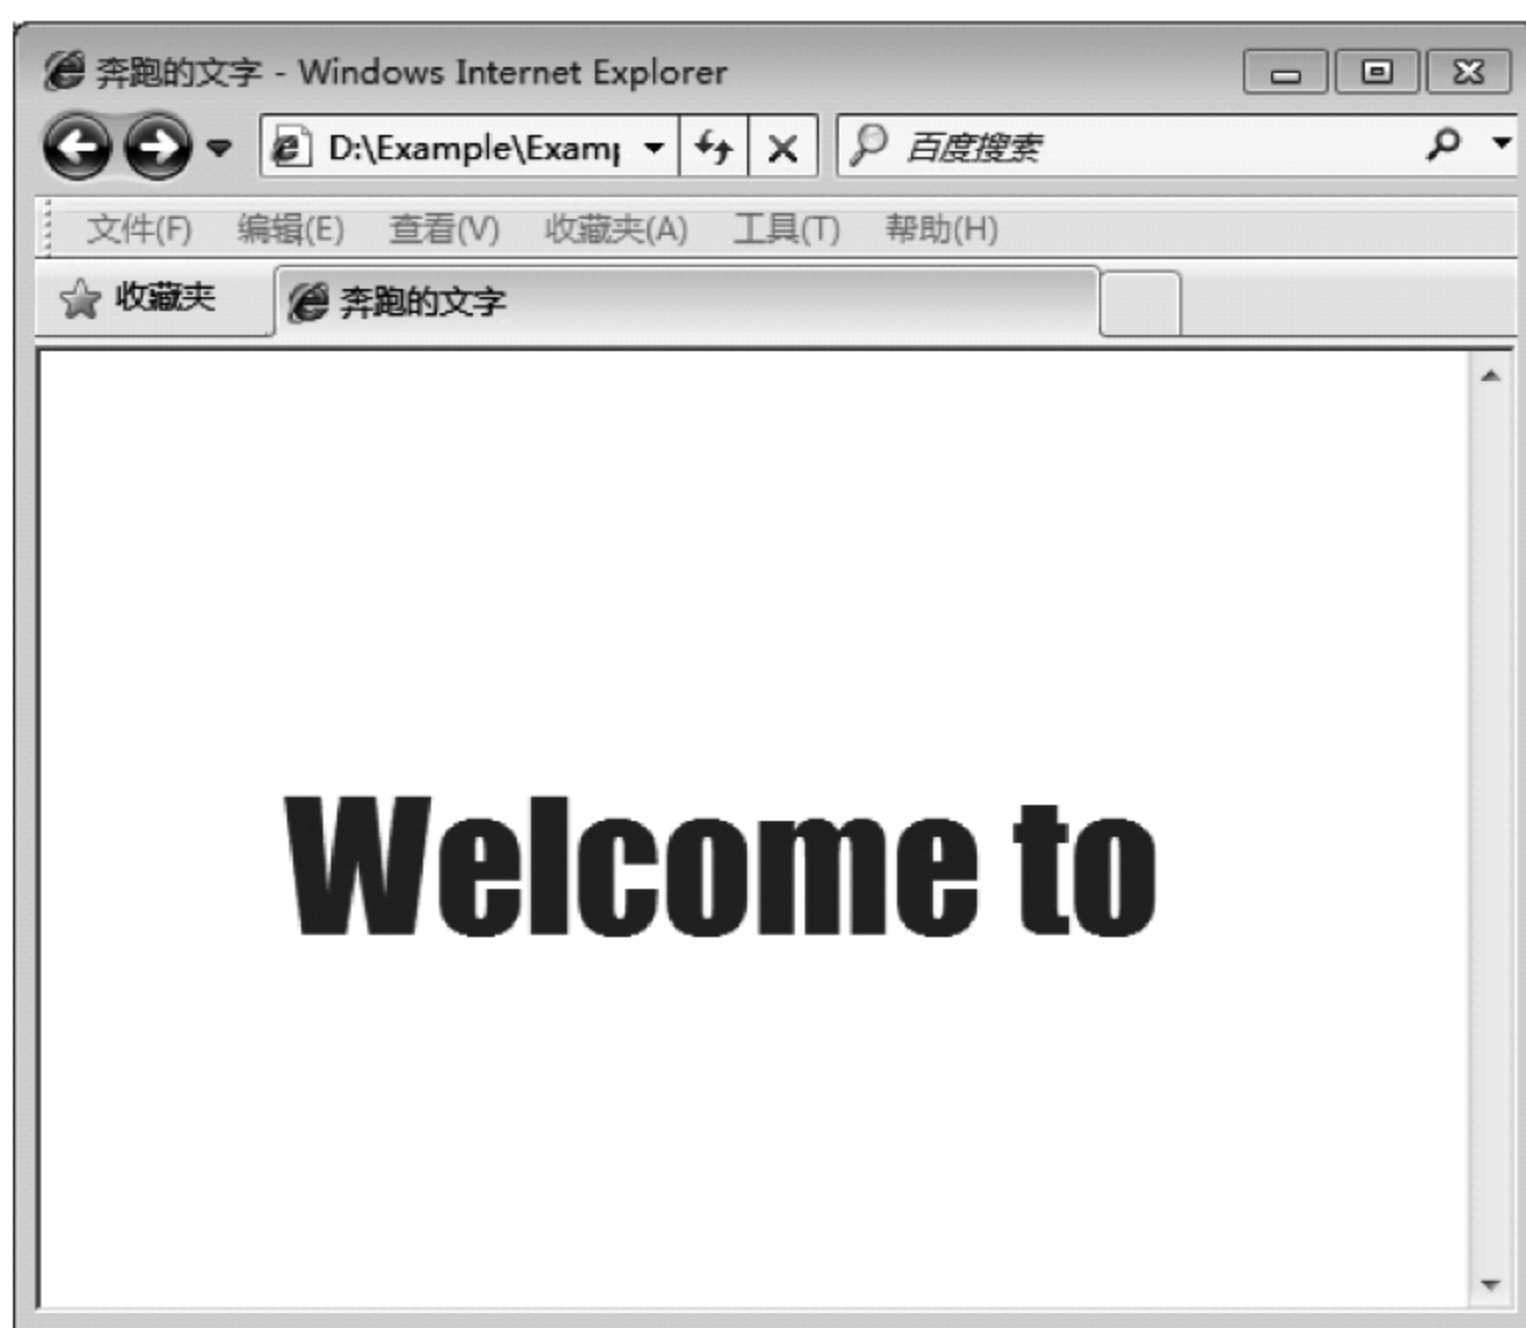 奔跑的文字 - Windows Internet Explorer
D:\Example\Examp 百度搜索
文件(F) 编辑(E) 查看(V) 收藏夹(A) 工具(T) 帮助(H)
收藏夹 奔跑的文字
Welcome to